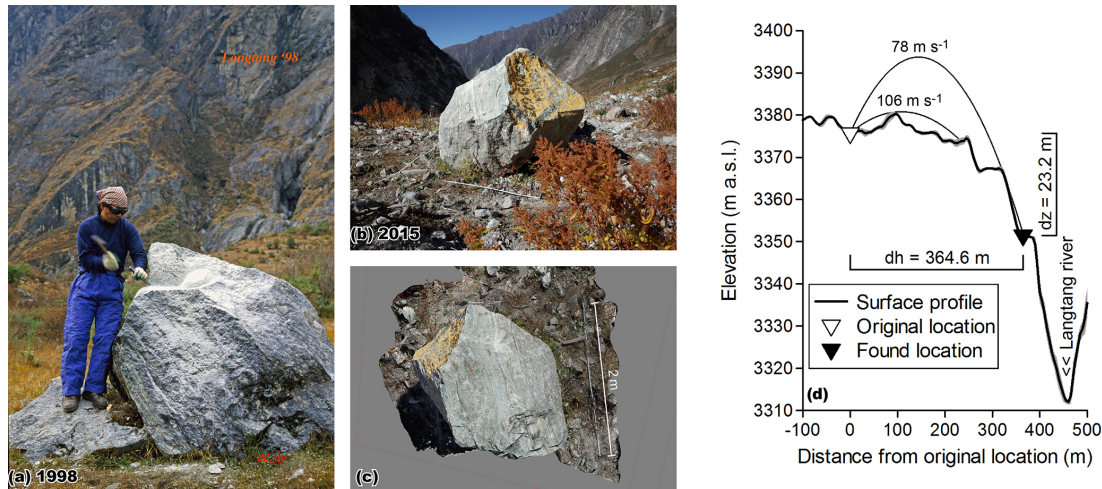 Langtang '98
(a) 1998
(b) 2015
2 m
(c)
3400
3390
3380
3370
3360
3350
3340
3330
3320
3310
Elevation (m a.s.l.)
78 m s-1
106 m s-1
dz = 23.2 m
dh = 364.6 m
Surface profile
Original location
Found location
<< Langtang river
(d)
-100 0 100 200 300 400 500
Distance from original location (m)